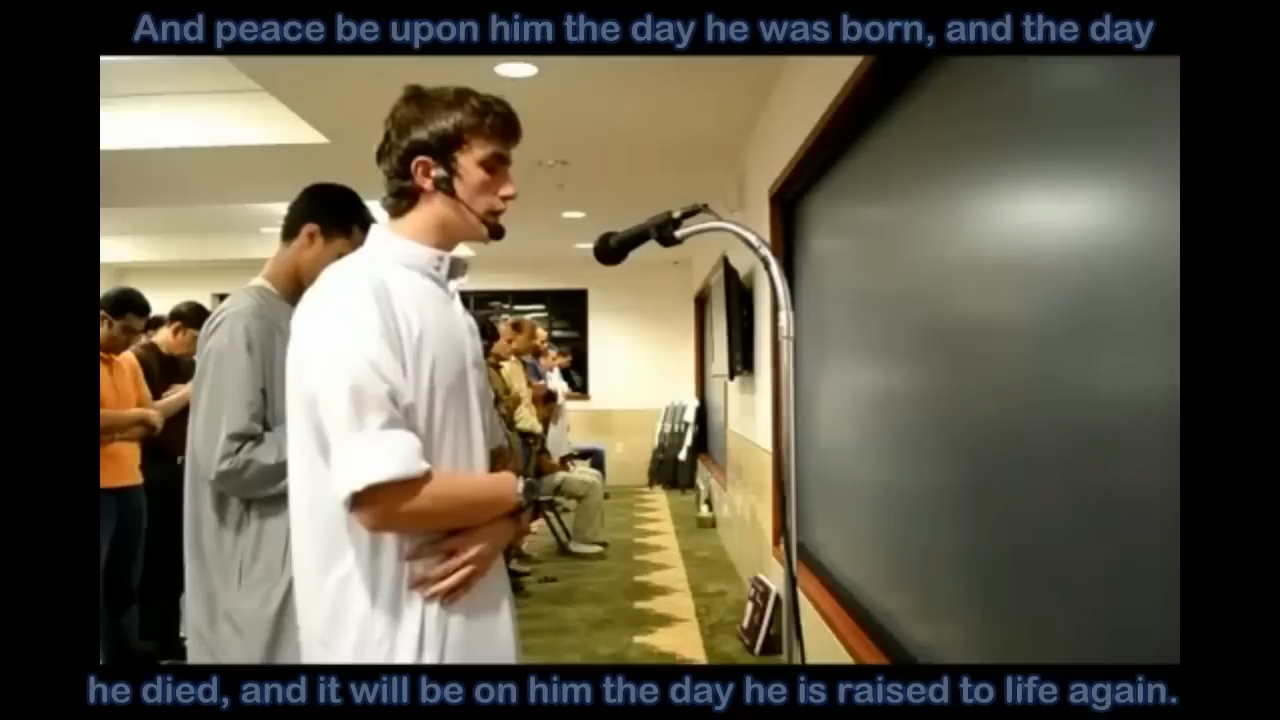 And peace be upon him the day he was born, and the day
he died, and it will be on him the day he is raised to life again.